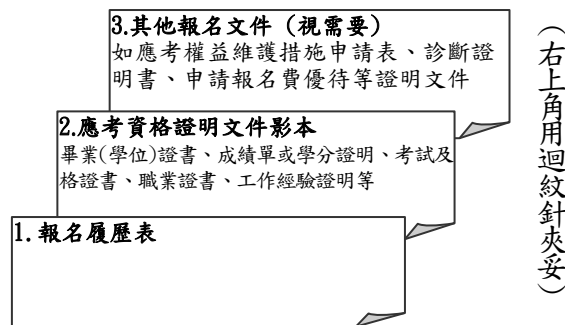 3.其他報名文件（視需要）
如應考權益維護措施申請表、診斷證
明書、申請報名費優待等證明文件
2.應考資格證明文件影本
畢業(學位)證書、成績單或學分證明、考試及
格證書、職業證書、工作經驗證明等
1.報名履歷表
（右上角用迴紋針夾妥）